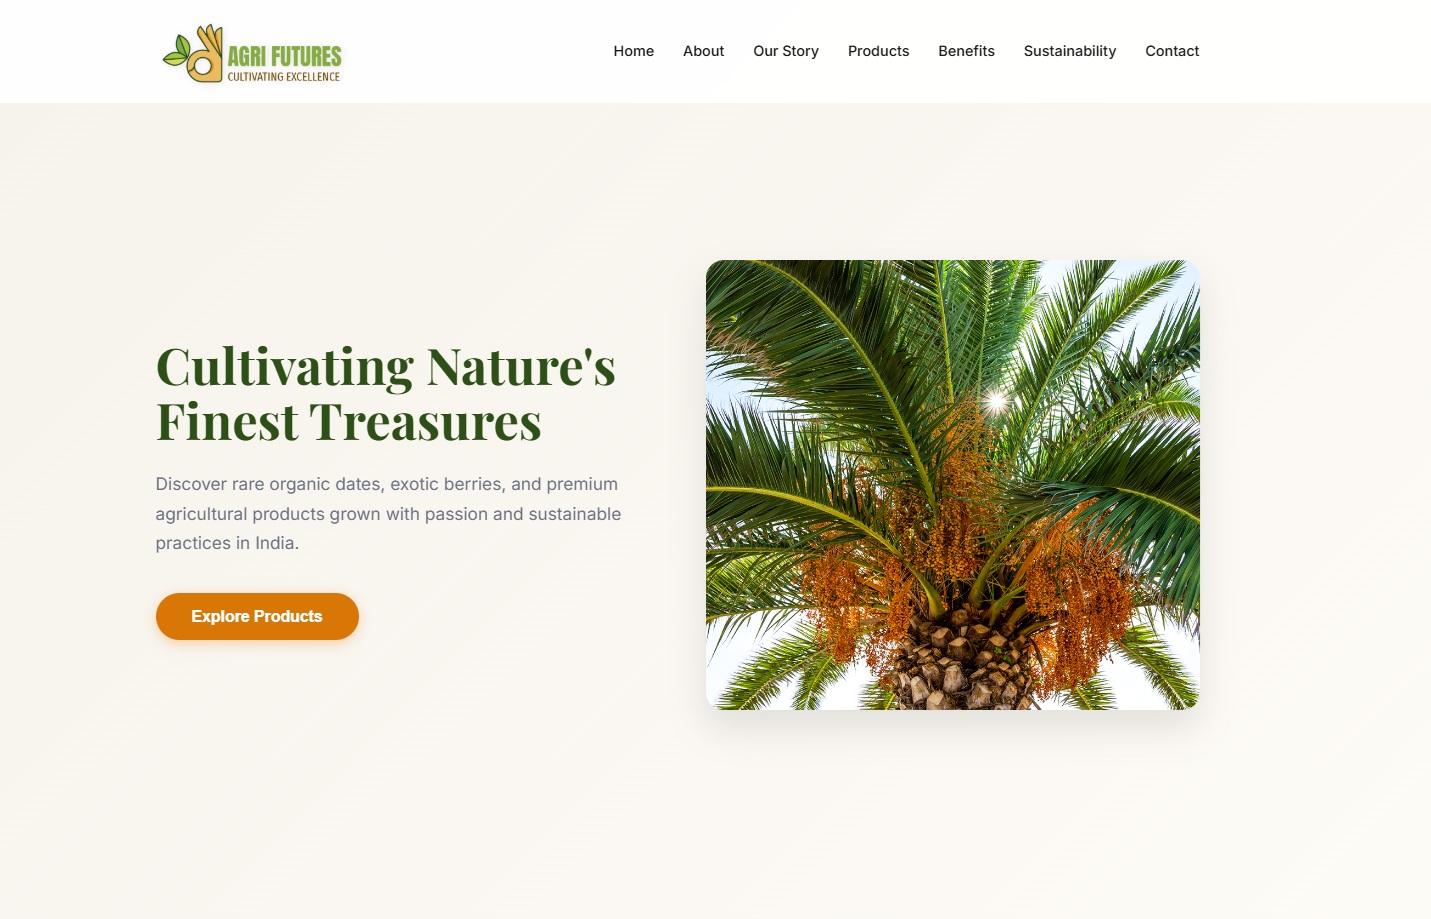 AGRI FUTURES
CULTIVATING EXCELLENCE
Home About Our Story Products Benefits Sustainability Contact
Cultivating Nature's
Finest Treasures
Discover rare organic dates, exotic berries, and premium
agricultural products grown with passion and sustainable
practices in India.
Explore Products